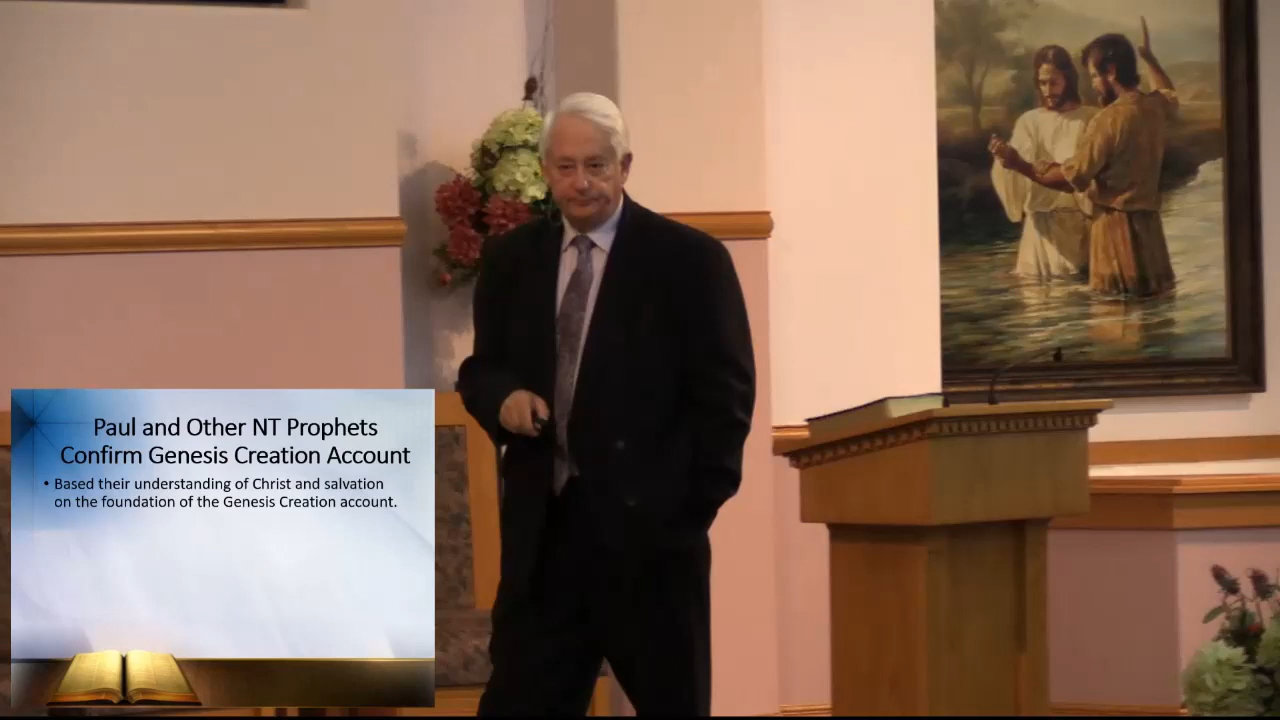 Paul and Other NT Prophets
Confirm Genesis Creation Account
• Based their understanding of Christ and salvation
on the foundation of the Genesis Creation account.